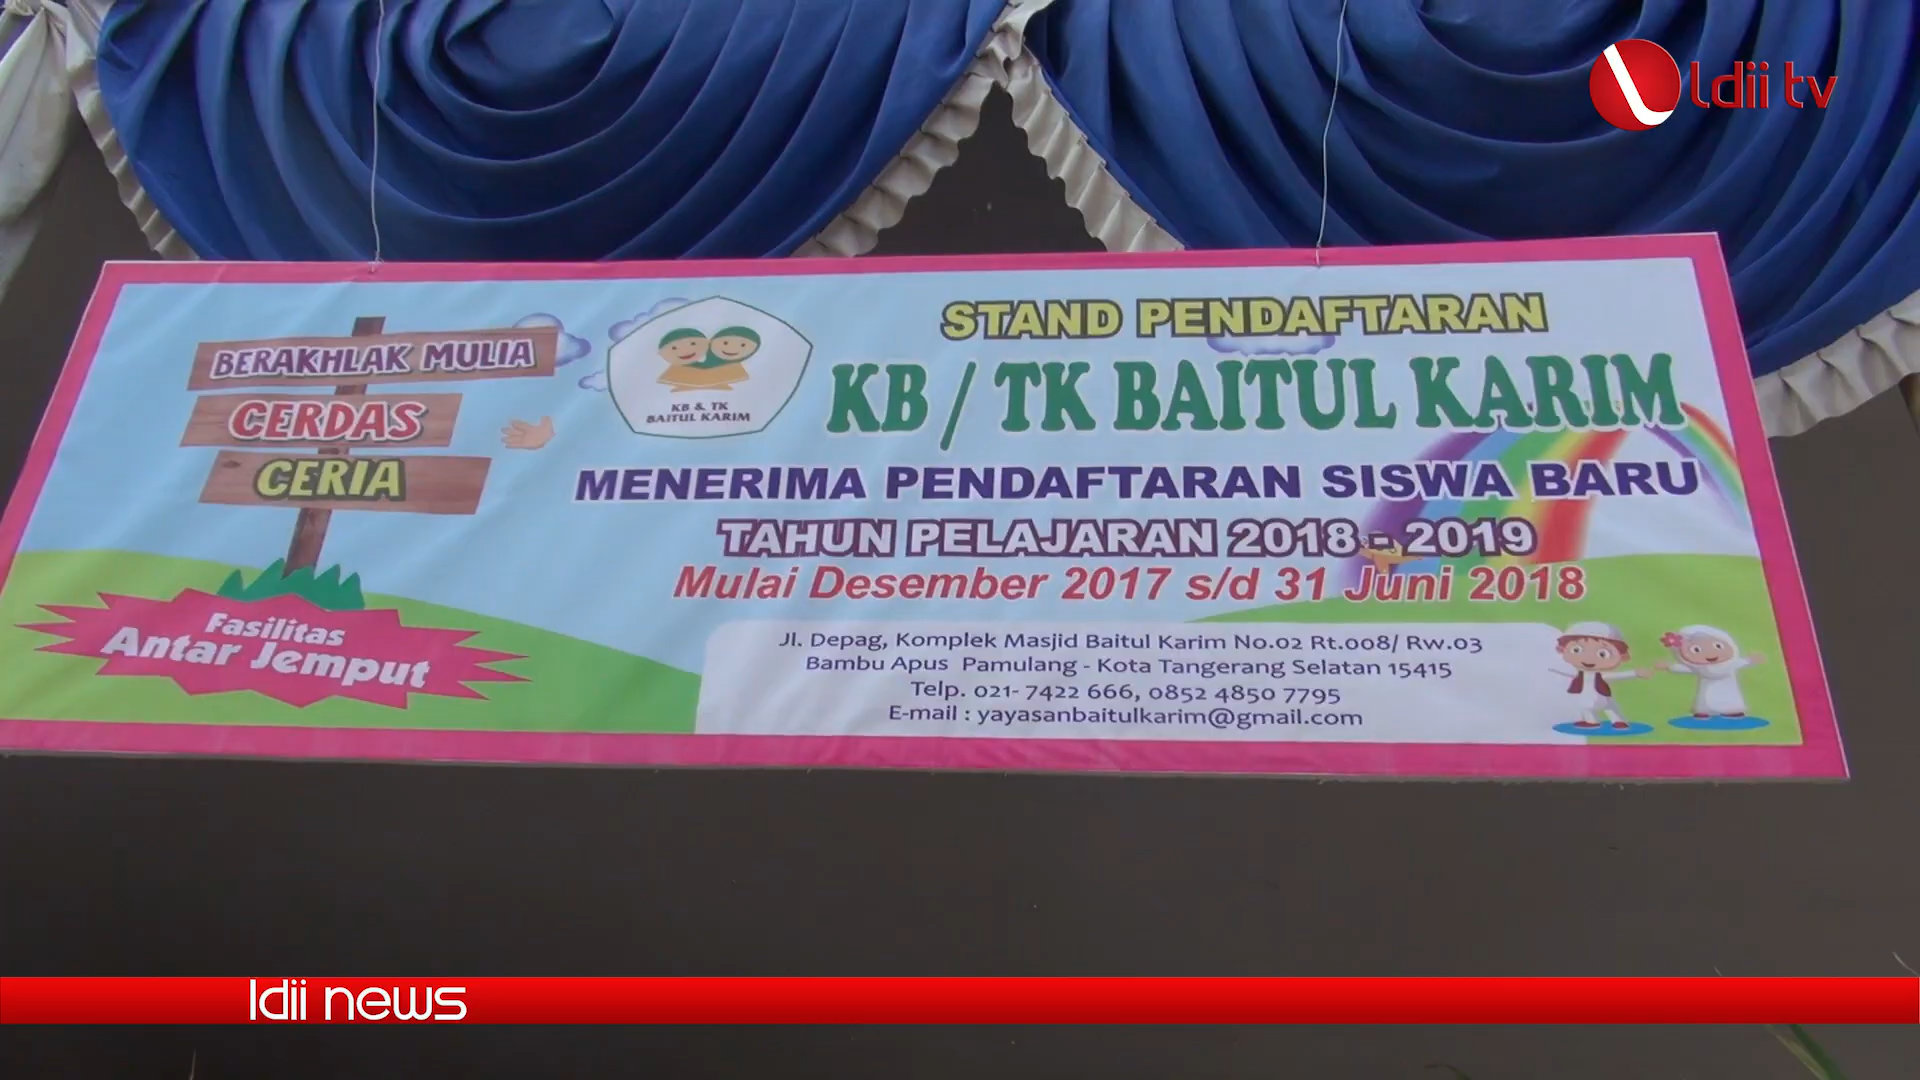 ldii tv
BERAKHLAK MULIA
CERDAS
CERIA
Fasilitas
Antar Jemput
KB & TK
BAITUL KARIM
STAND PENDAFTARAN
KB / TK BAITUL KARIM
MENERIMA PENDAFTARAN SISWA BARU
TAHUN PELAJARAN 2018 - 2019
Mulai Desember 2017 s/d 31 Juni 2018
Jl. Depag, Komplek Masjid Baitul Karim No.02 Rt.008/ Rw.03
Bambu Apus Pamulang - Kota Tangerang Selatan 15415
Telp. 021- 7422 666, 0852 4850 7795
E-mail : yayasanbaitulkarim@gmail.com
ldii news